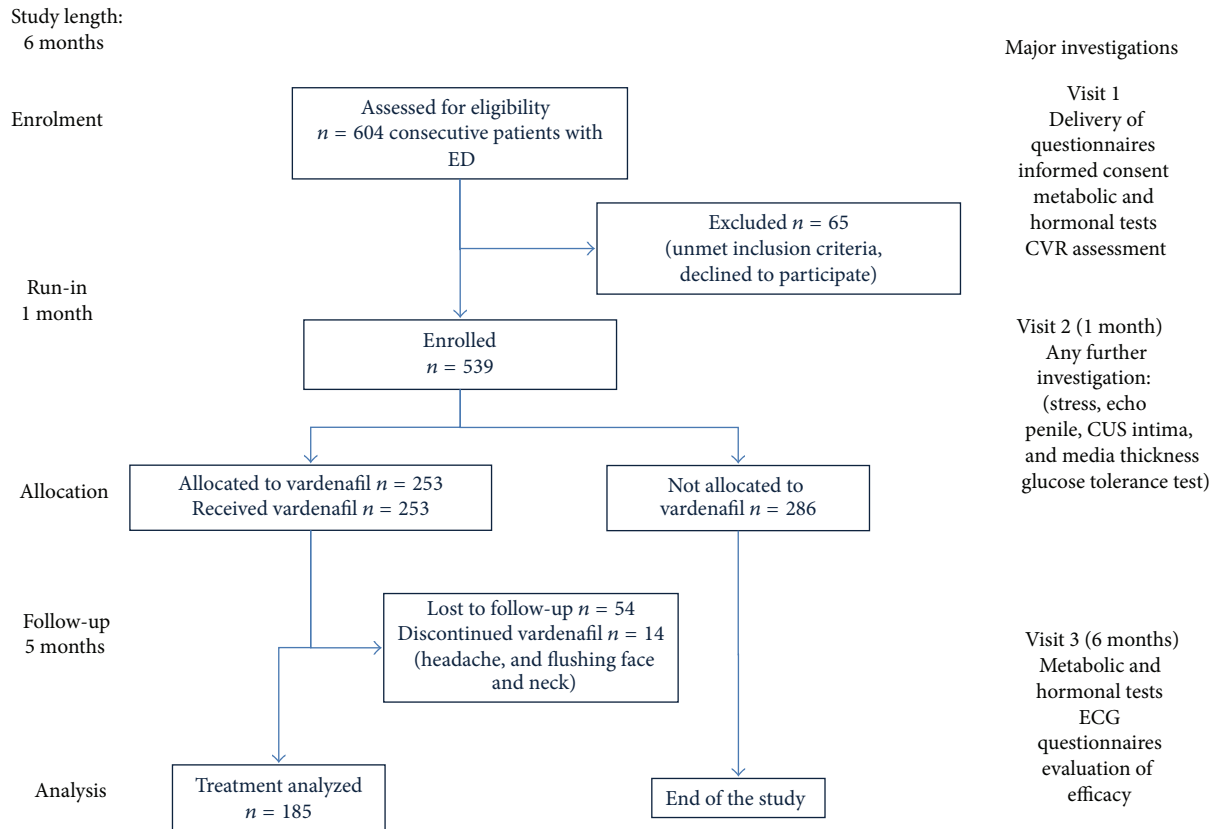 Study length:
6 months
Major investigations
Enrolment
Assessed for eligibility
n = 604 consecutive patients with
ED
Visit 1
Delivery of
questionnaires
informed consent
metabolic and
hormonal tests
CVR assessment
Excluded n = 65
(unmet inclusion criteria,
declined to participate)
Run-in
1 month
Enrolled
n = 539
Visit 2 (1 month)
Any further
investigation:
(stress, echo
penile, CUS intima,
and media thickness
glucose tolerance test)
Allocation
Allocated to vardenafil n = 253
Received vardenafil n = 253
Not allocated to
vardenafil n = 286
Follow-up
5 months
Lost to follow-up n = 54
Discontinued vardenafil n = 14
(headache, and flushing face
and neck)
Visit 3 (6 months)
Metabolic and
hormonal tests
ECG
questionnaires
evaluation of
efficacy
Analysis
Treatment analyzed
n = 185
End of the study